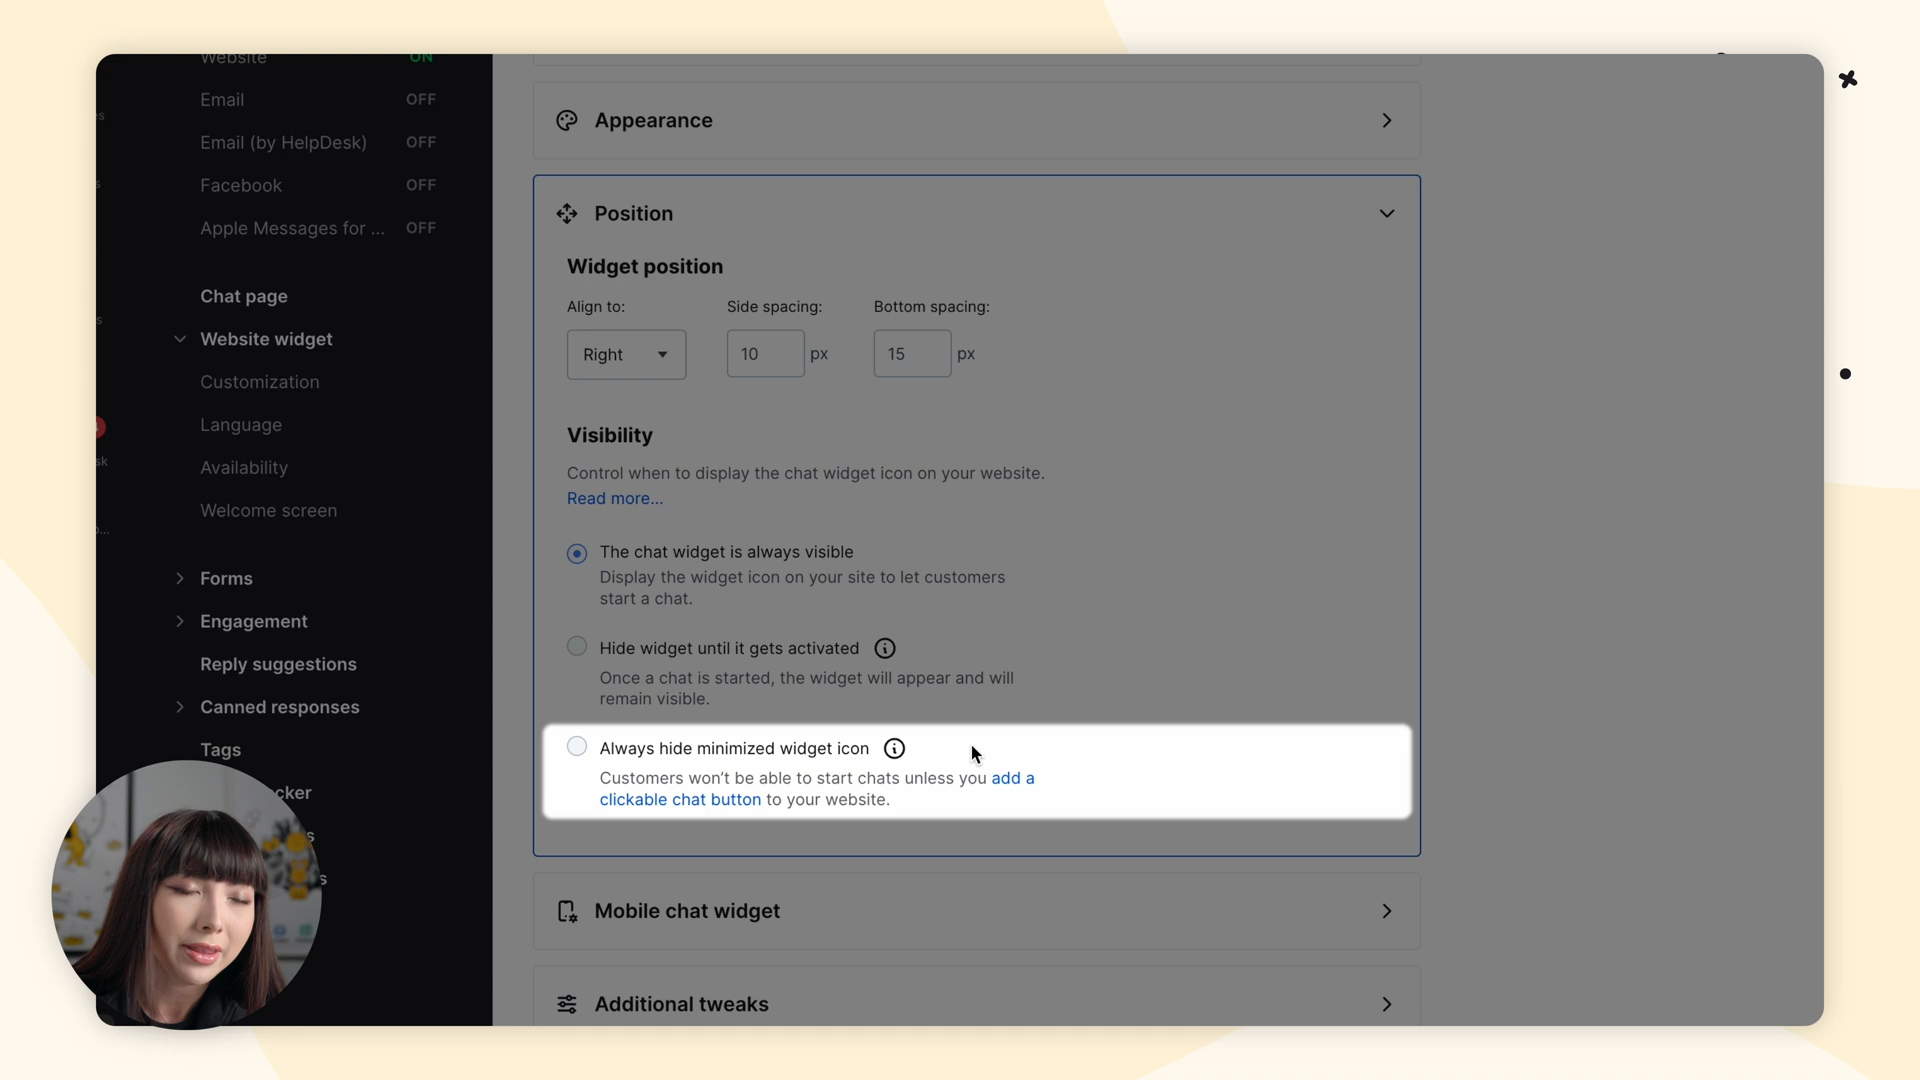 Website ON
Email OFF
Email (by HelpDesk) OFF
Facebook OFF
Apple Messages for ... OFF
Chat page
Website widget
Customization
Language
Availability
Welcome screen
Forms
Engagement
Reply suggestions
Canned responses
Tags
Appearance
Position
Widget position
Align to: Side spacing: Bottom spacing:
Right 10 px 15 px
Visibility
Control when to display the chat widget icon on your website.
Read more...
The chat widget is always visible
Display the widget icon on your site to let customers
start a chat.
Hide widget until it gets activated
Once a chat is started, the widget will appear and will
remain visible.
Always hide minimized widget icon
Customers won't be able to start chats unless you add a
clickable chat button to your website.
Mobile chat widget
Additional tweaks